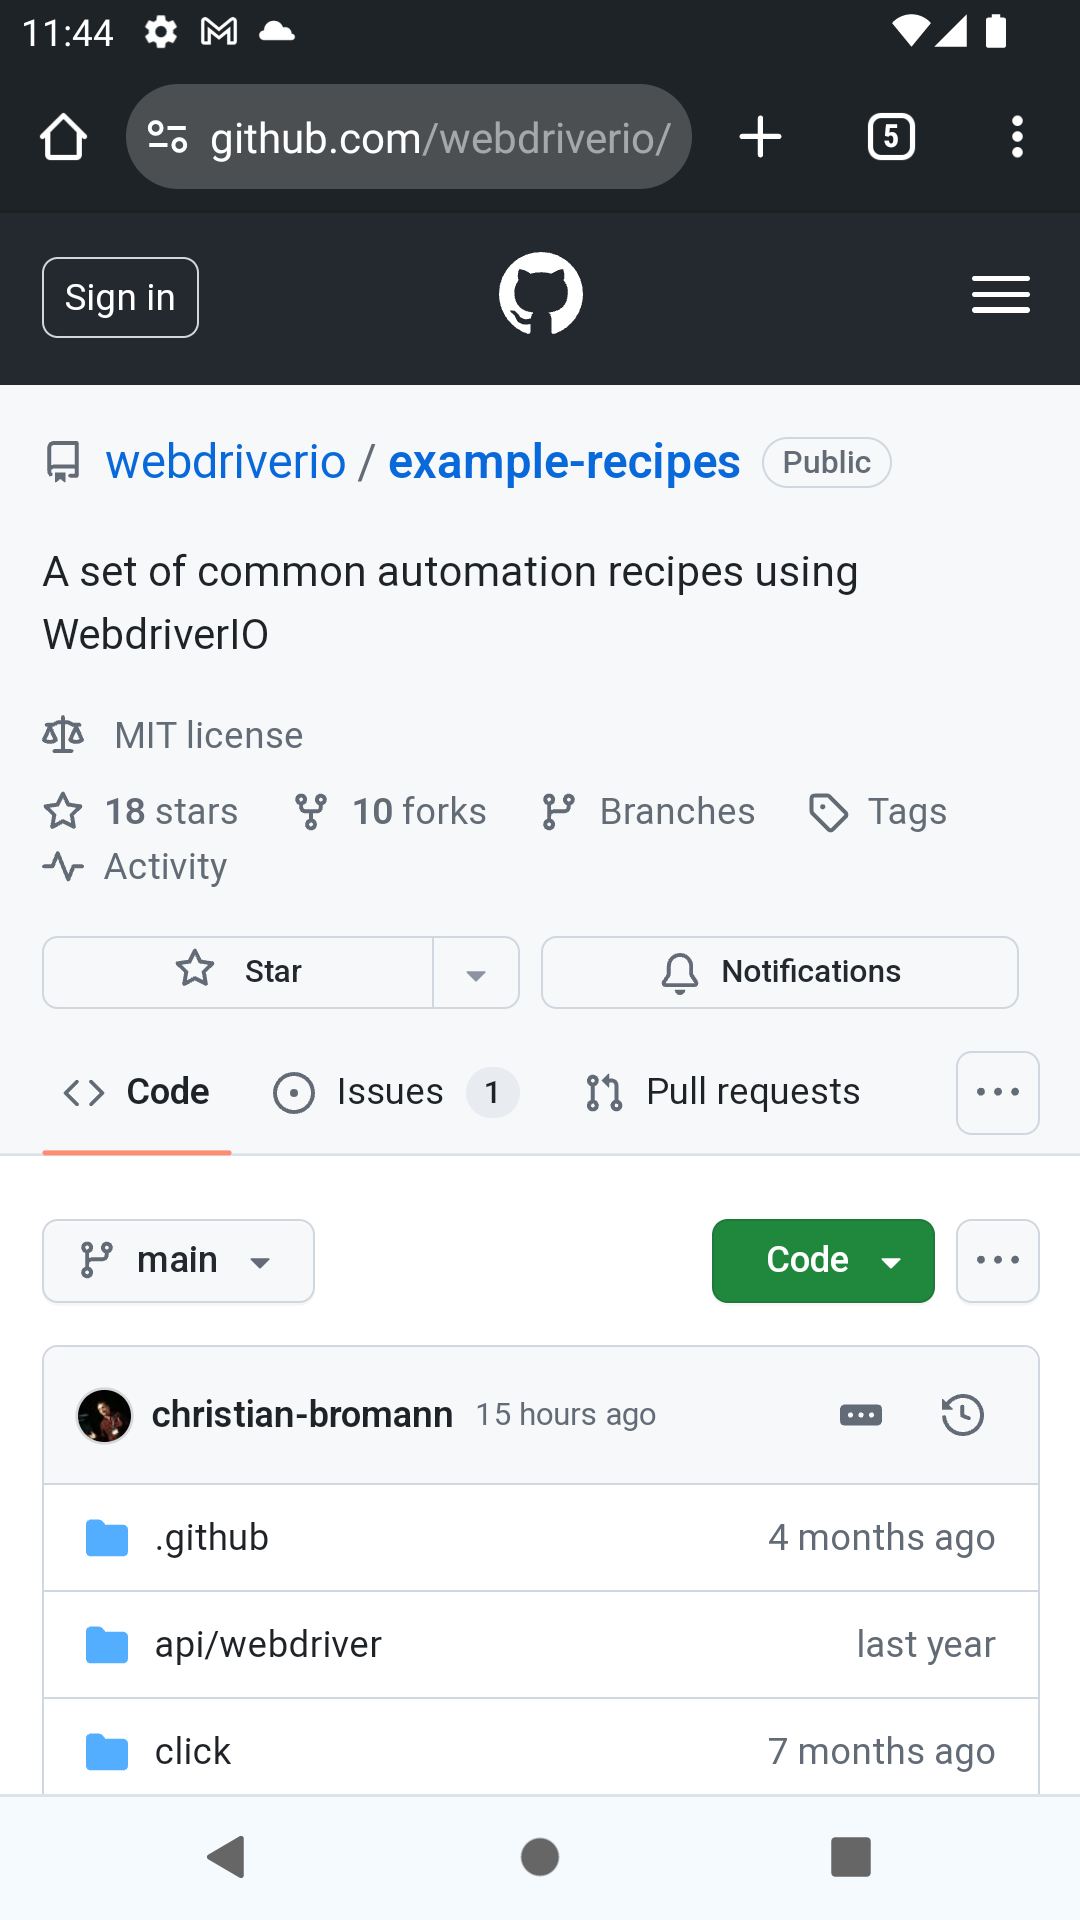 11:44
github.com/webdriverio/
5
Sign in
webdriverio / example-recipes Public
A set of common automation recipes using
WebdriverIO
MIT license
18 stars 10 forks Branches Tags
Activity
Star Notifications
Code Issues 1 Pull requests
main Code
christian-bromann 15 hours ago
.github 4 months ago
api/webdriver last year
click 7 months ago